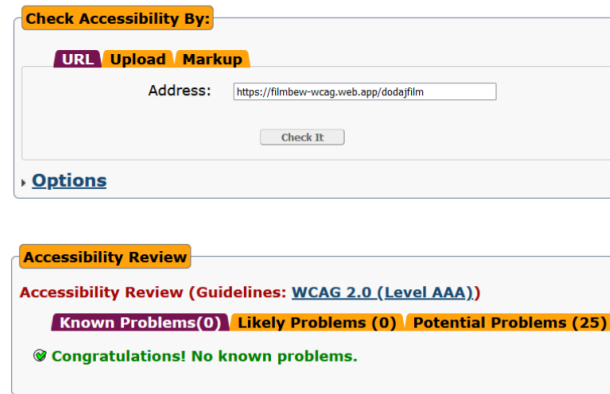 Check Accessibility By:
URL Upload Markup
Address: https://filmbew-wcag.web.app/dodajfilm
Check It
Options
Accessibility Review
Accessibility Review (Guidelines: WCAG 2.0 (Level AAA))
Known Problems(0) Likely Problems (0) Potential Problems (25)
Congratulations! No known problems.